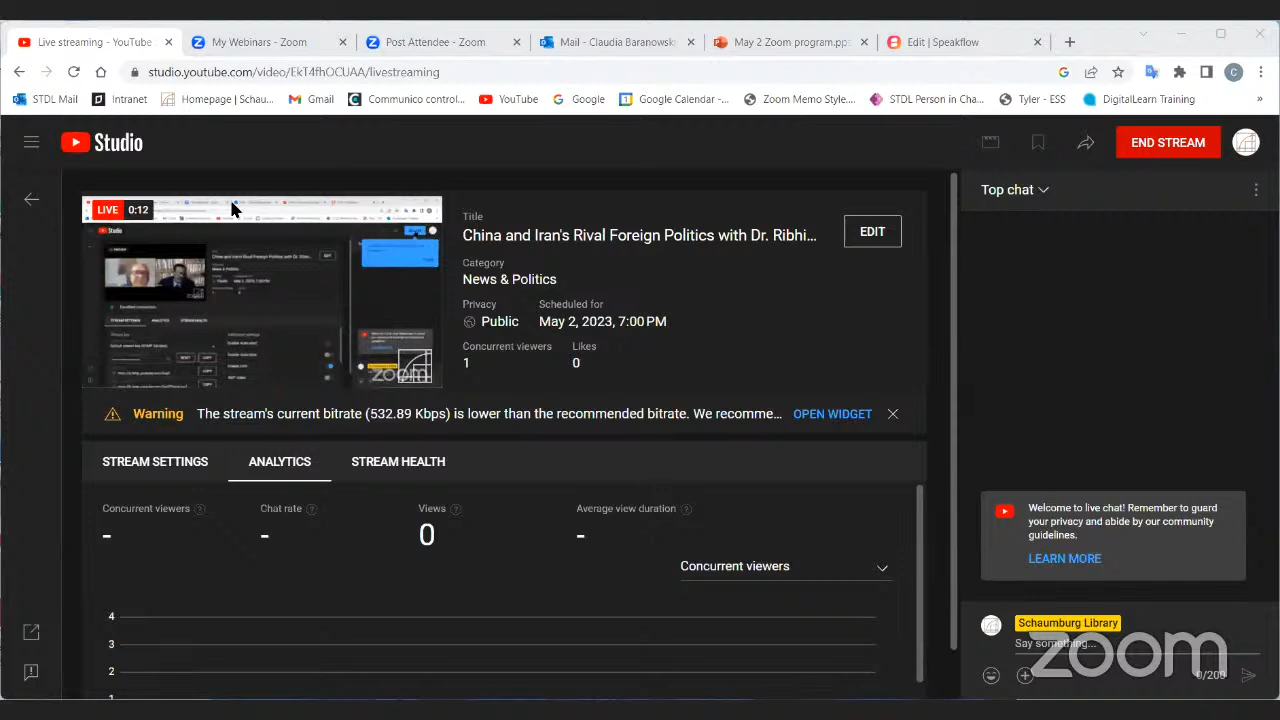 Live streaming - YouTube
My Webinars - Zoom
Post Attendee - Zoom
Mail - Claudia Baranowsk
May 2 Zoom program.pps
Edit | Speakflow
studio.youtube.com/video/EkT4fhOCUAA/livestreaming
C
STDL Mail
Intranet
Homepage | Schau...
Gmail
Communico control...
YouTube
Google
Google Calendar -...
Zoom Memo Style...
STDL Person in Cha...
Tyler - ESS
DigitalLearn Training
»
Studio
END STREAM
Top chat
LIVE 0:12
Title
China and Iran's Rival Foreign Politics with Dr. Ribhi...
EDIT
Category
News & Politics
Privacy
Scheduled for
Public
May 2, 2023, 7:00 PM
Concurrent viewers
Likes
1
0
Warning The stream's current bitrate (532.89 Kbps) is lower than the recommended bitrate. We recomme... OPEN WIDGET
STREAM SETTINGS
ANALYTICS
STREAM HEALTH
Concurrent viewers
Chat rate
Views
Average view duration
-
-
0
-
Concurrent viewers
4
3
2
1
Welcome to live chat! Remember to guard
your privacy and abide by our community
guidelines.
LEARN MORE
Schaumburg Library
Say something...
0/200
zoom